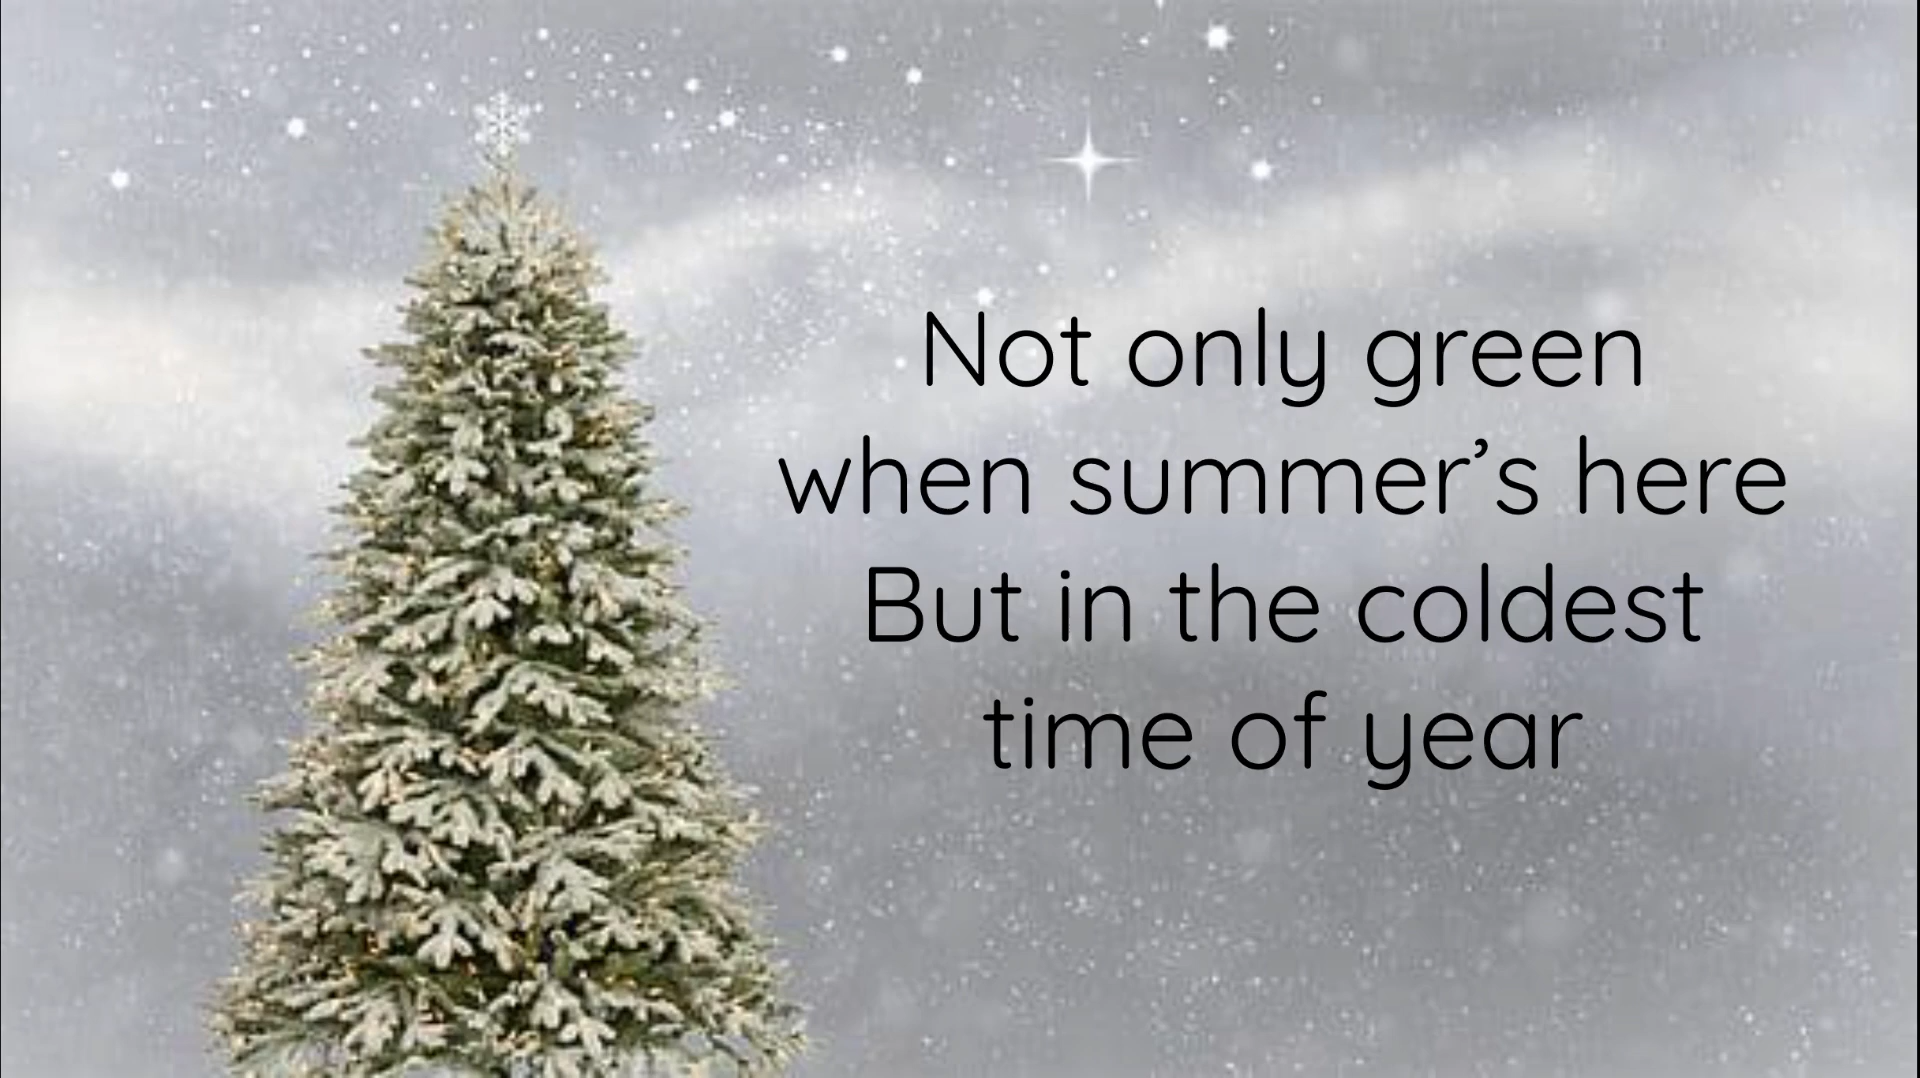 Not only green
when summer’s here
But in the coldest
time of year